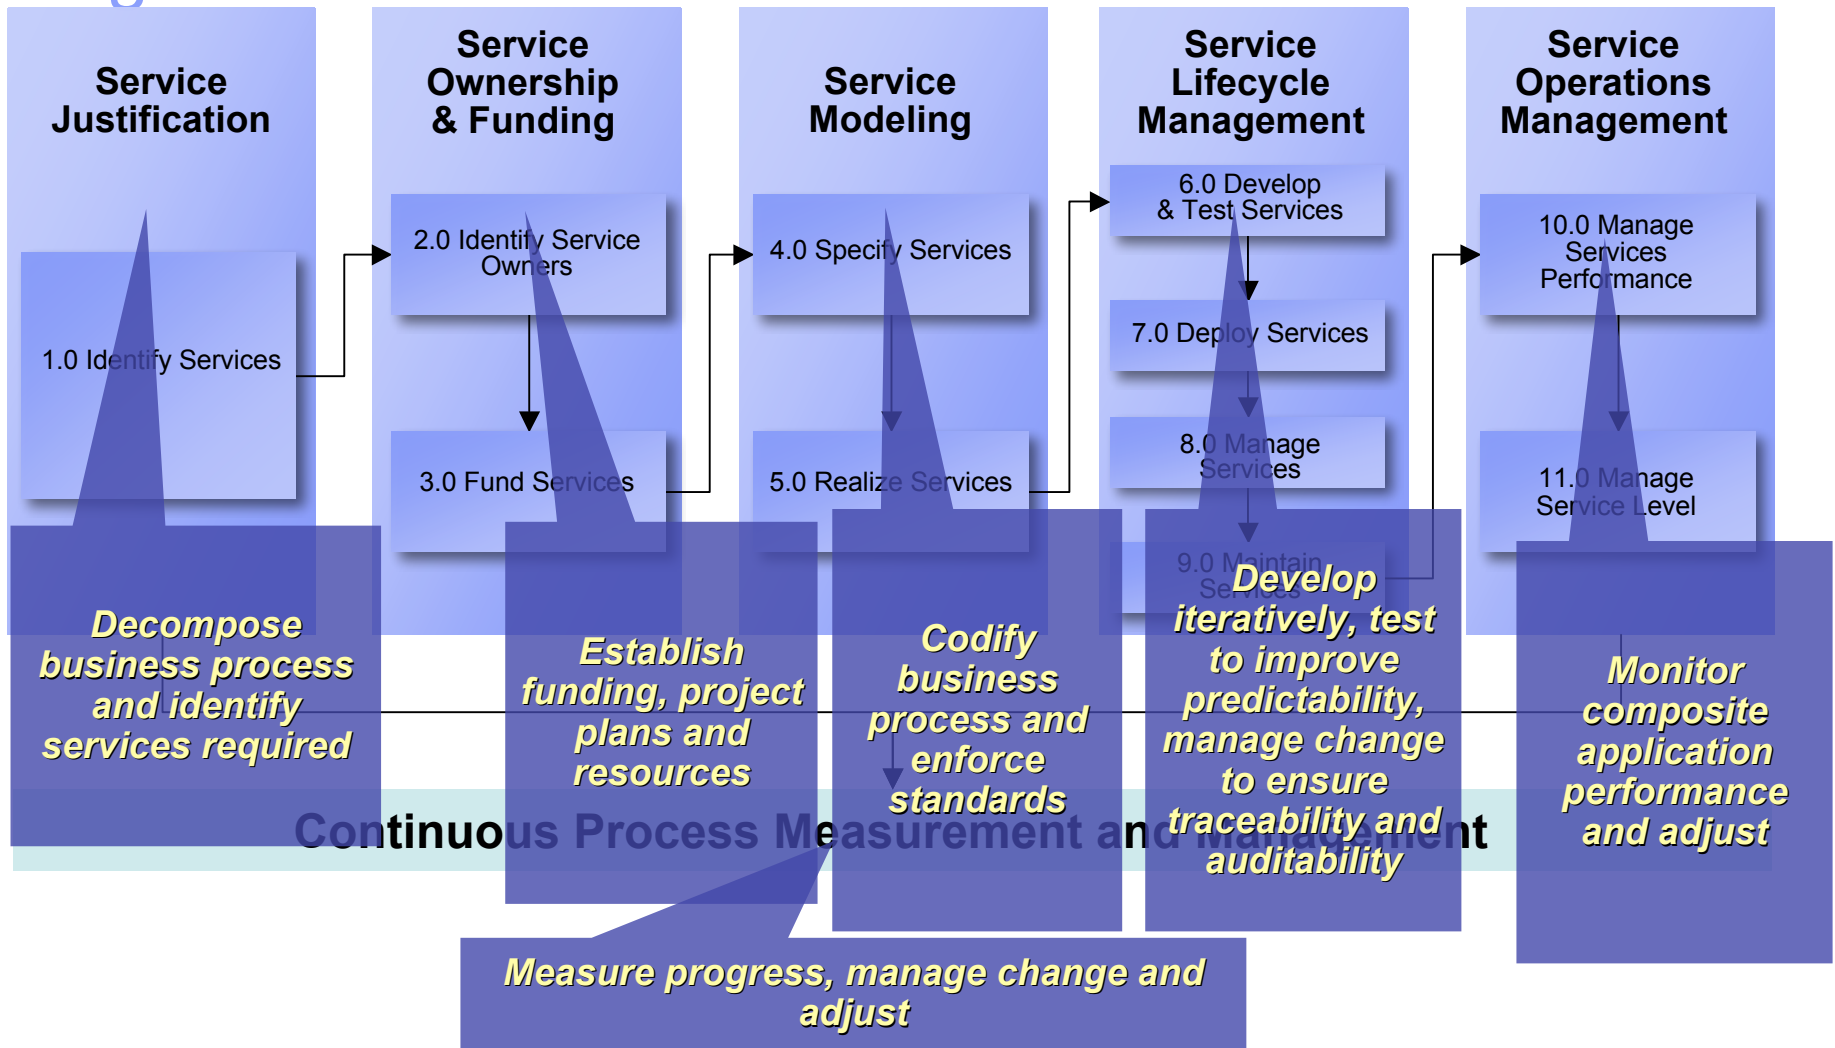 Service
Justification
Service
Ownership
& Funding
Service
Modeling
Service
Lifecycle
Management
Service
Operations
Management
1.0 Identify Services
2.0 Identify Service
Owners
3.0 Fund Services
4.0 Specify Services
5.0 Realize Services
6.0 Develop
& Test Services
7.0 Deploy Services
8.0 Manage
Services
9.0 Maintain
Services
10.0 Manage
Services
Performance
11.0 Manage
Service Level
Decompose
business process
and identify
services required
Establish
funding, project
plans and
resources
Codify
business
process and
enforce
standards
Develop
iteratively, test
to improve
predictability,
manage change
to ensure
traceability and
auditability
Monitor
composite
application
performance
and adjust
Continuous Process Measurement and Management
Measure progress, manage change and
adjust